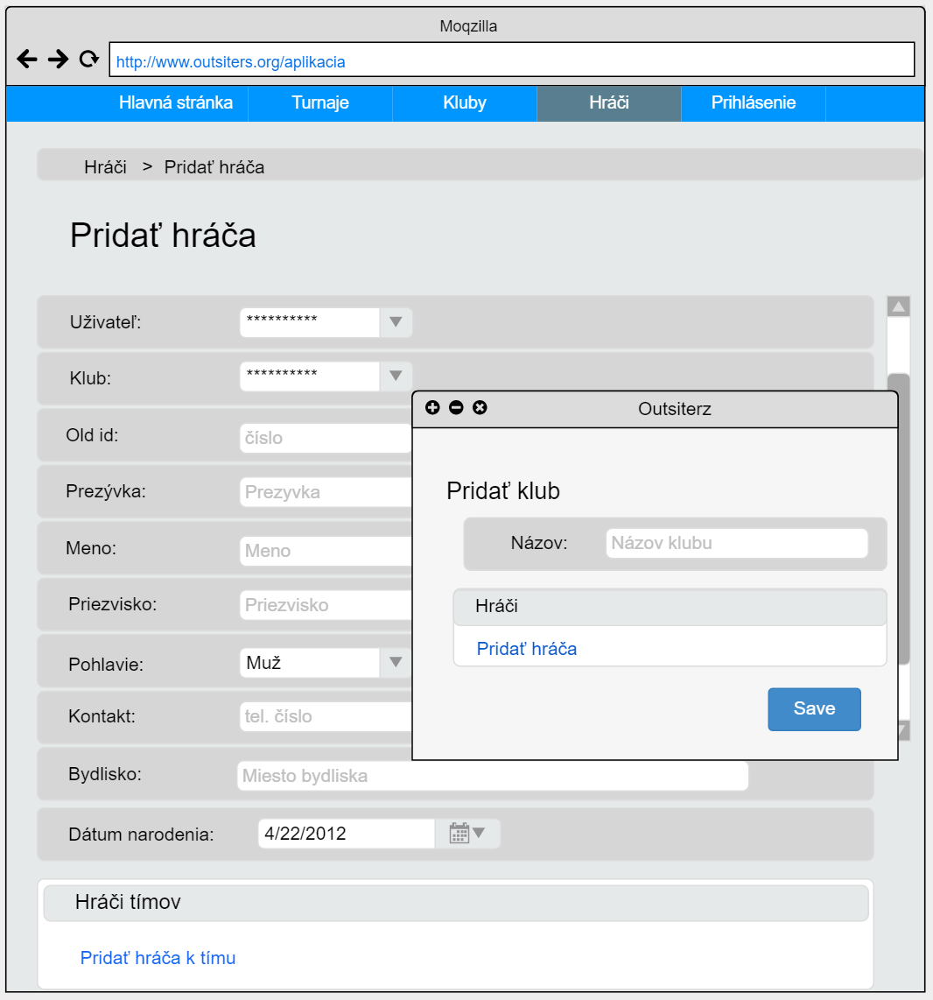 Moqzilla
http://www.outsiters.org/aplikacia
Hlavná stránka Turnaje Kluby Hráči Prihlásenie
Hráči > Pridať hráča
Pridať hráča
Uživateľ: **********
Klub: **********
Old id: číslo
Prezývka: Prezyvka
Meno: Meno
Priezvisko: Priezvisko
Pohlavie: Muž
Kontakt: tel. číslo
Bydlisko: Miesto bydliska
Dátum narodenia: 4/22/2012
Hráči tímov
Pridať hráča k tímu
Outsiterz
Pridať klub
Názov: Názov klubu
Hráči
Pridať hráča
Save